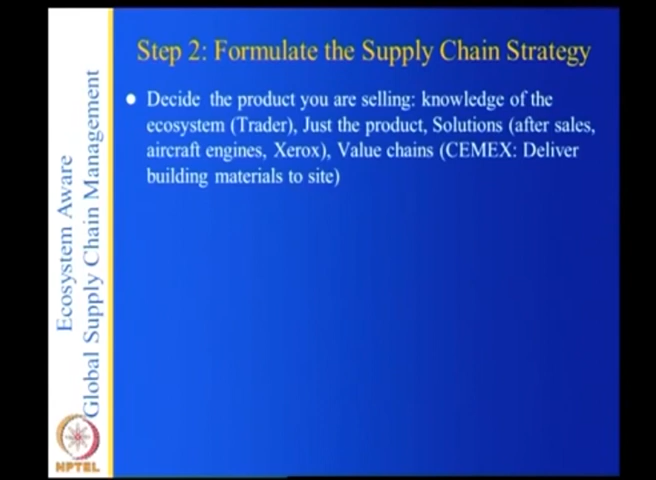 Step 2: Formulate the Supply Chain Strategy
Decide the product you are selling: knowledge of the
ecosystem (Trader), Just the product, Solutions (after sales,
aircraft engines, Xerox), Value chains (CEMEX: Deliver
building materials to site)
Ecosystem Aware
Global Supply Chain Management
NPTEL